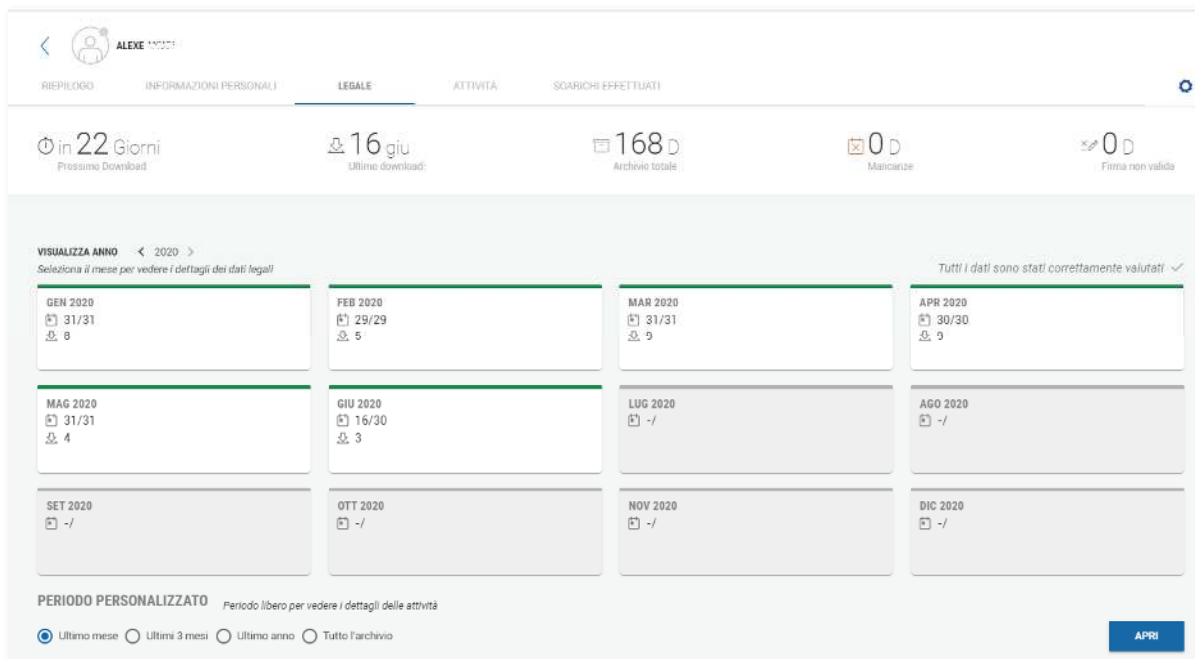 ALEXE
RIEPILOGO INFORMAZIONI PERSONALI LEGALE ATTIVITÀ SCARICHI EFFETTUATI
in 22 Giorni 16 giu 168 D 0 D 0 D
Prossimo Download Ultimo download: Archivio totale Mancanze Firma non valida
VISUALIZZA ANNO < 2020 >
Seleziona il mese per vedere i dettagli dei dati legali Tutti i dati sono stati correttamente valutati
GEN 2020 FEB 2020 MAR 2020 APR 2020
31/31 29/29 31/31 30/30
8 5 9 9
MAG 2020 GIU 2020 LUG 2020 AGO 2020
31/31 16/30 -/ -/
4 3
SET 2020 OTT 2020 NOV 2020 DIC 2020
-/ -/ -/ -/
PERIODO PERSONALIZZATO Periodo libero per vedere i dettagli delle attività
Ultimo mese Ultimi 3 mesi Ultimo anno Tutto l'archivio APRI